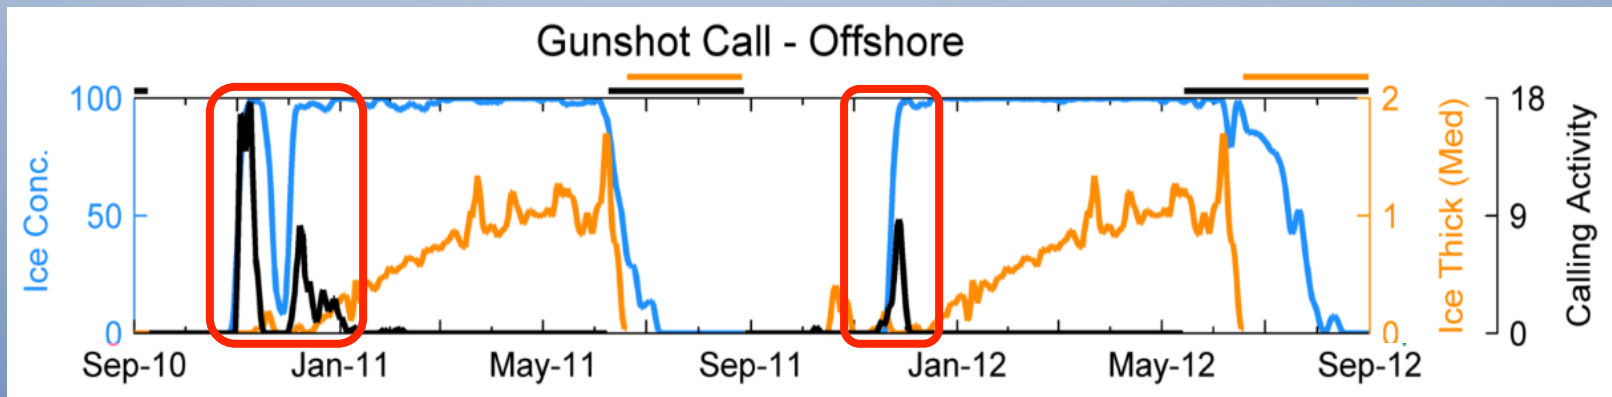 Gunshot Call - Offshore
Ice Conc.
100
50
0
2
1
0
Ice Thick (Med)
18
9
0
Calling Activity
Sep-10 Jan-11 May-11 Sep-11 Jan-12 May-12 Sep-12